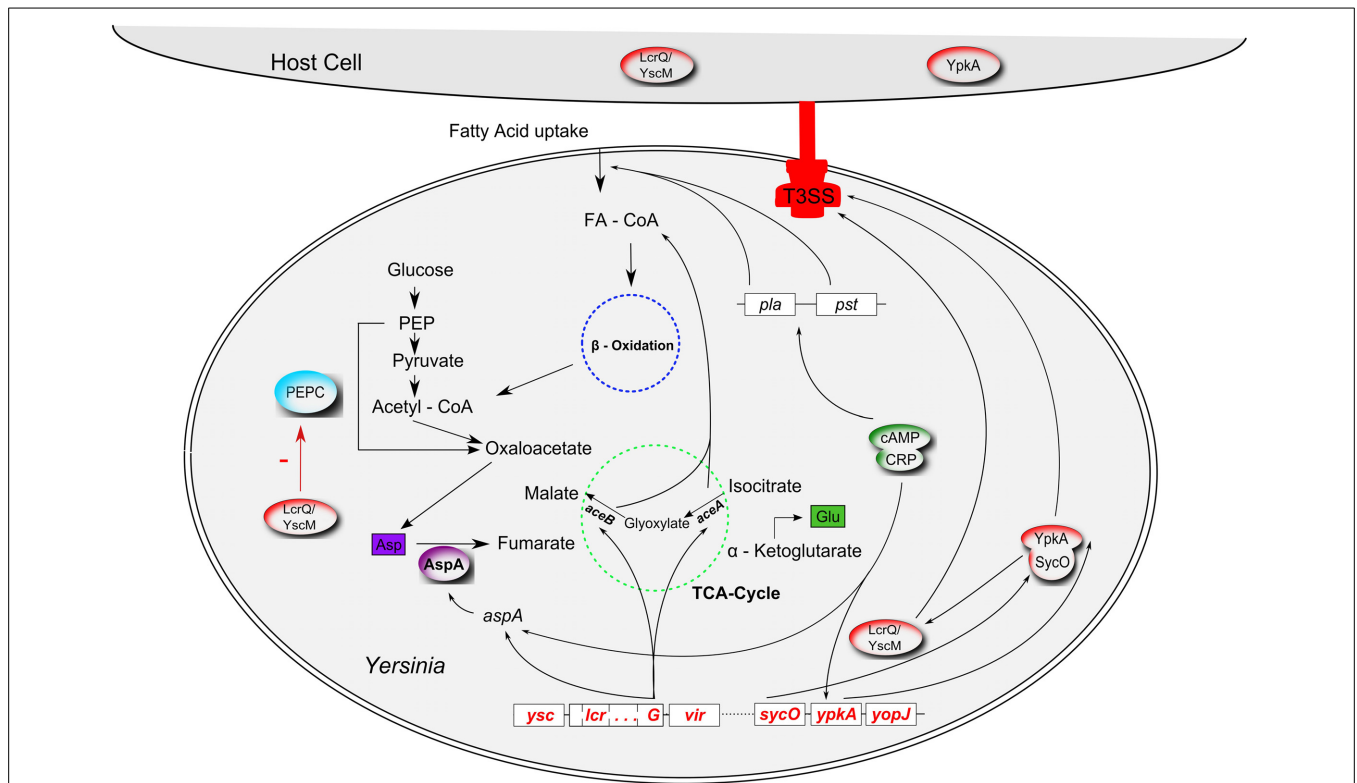 Host Cell
LcrQ/
YscM
YpkA
Fatty Acid uptake
T3SS
FA - CoA
Glucose
pla
pst
PEP
β - Oxidation
Pyruvate
PEPC
Acetyl - CoA
cAMP
CRP
Oxaloacetate
-
Malate
Isocitrate
LcrQ/
YscM
aceB
Glyoxylate
aceA
Glu
Asp
Fumarate
α - Ketoglutarate
YpkA
SycO
AspA
TCA-Cycle
aspA
LcrQ/
YscM
Yersinia
ysc
lcr . . . G
vir
sycO
ypkA
yopJ